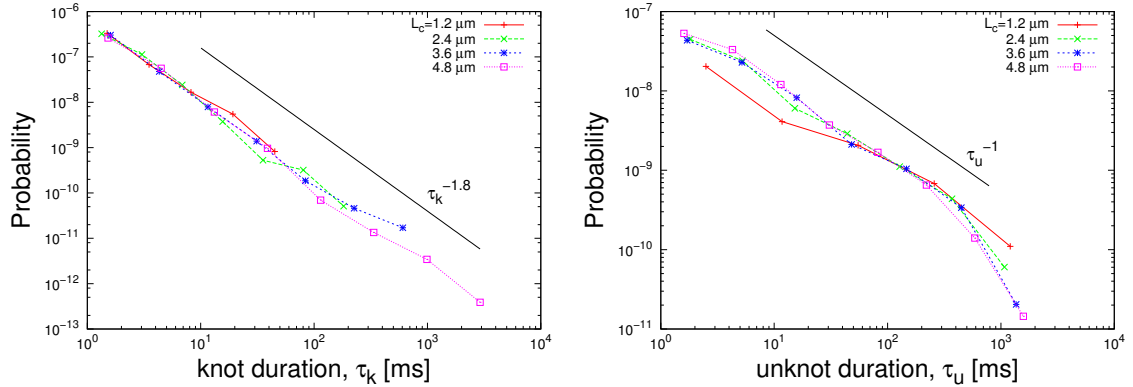 10^-6
10^-7
10^-8
10^-9
10^-10
10^-11
10^-12
10^-13
Probability
10^0 10^1 10^2 10^3 10^4
knot duration, τ_k [ms]
L_c=1.2 μm
2.4 μm
3.6 μm
4.8 μm
τ_k^-1.8
10^-7
10^-8
10^-9
10^-10
10^-11
Probability
10^0 10^1 10^2 10^3 10^4
unknot duration, τ_u [ms]
L_c=1.2 μm
2.4 μm
3.6 μm
4.8 μm
τ_u^-1